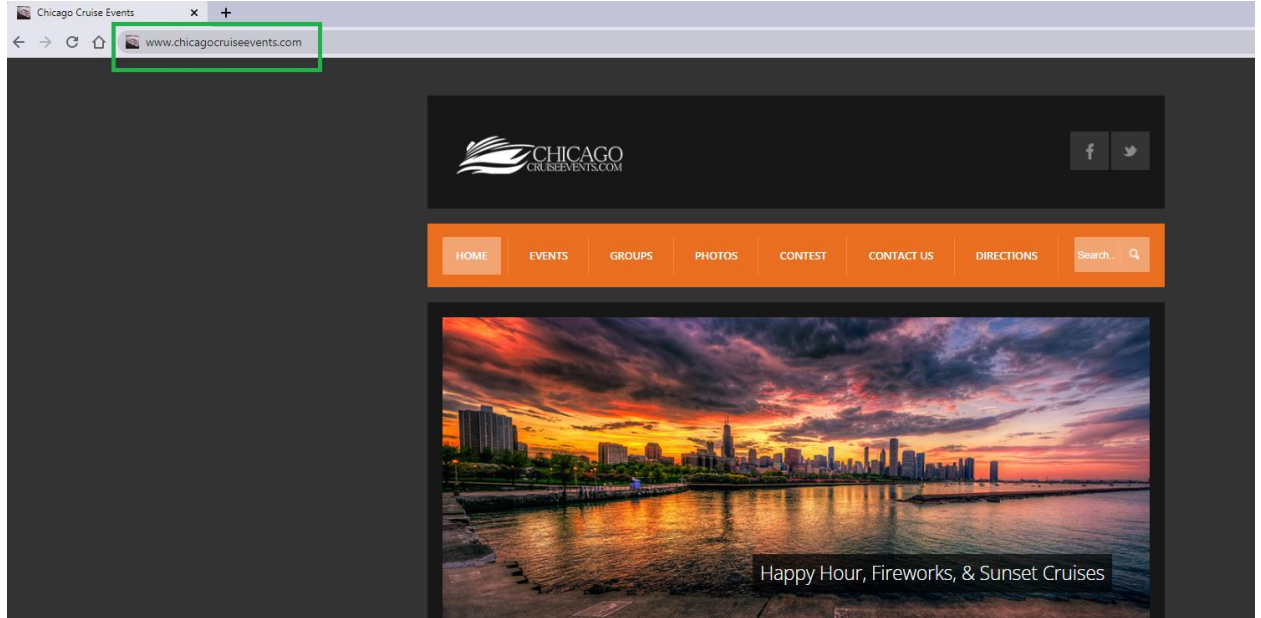 Chicago Cruise Events
www.chicagocruiseevents.com
CHICAGO
CRUISEEVENTS.COM
f
HOME EVENTS GROUPS PHOTOS CONTEST CONTACT US DIRECTIONS Search...
Happy Hour, Fireworks, & Sunset Cruises